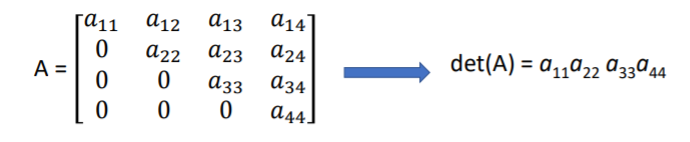 A = [a₁₁ a₁₂ a₁₃ a₁₄
0 a₂₂ a₂₃ a₂₄
0 0 a₃₃ a₃₄
0 0 0 a₄₄]
det(A) = a₁₁a₂₂ a₃₃a₄₄